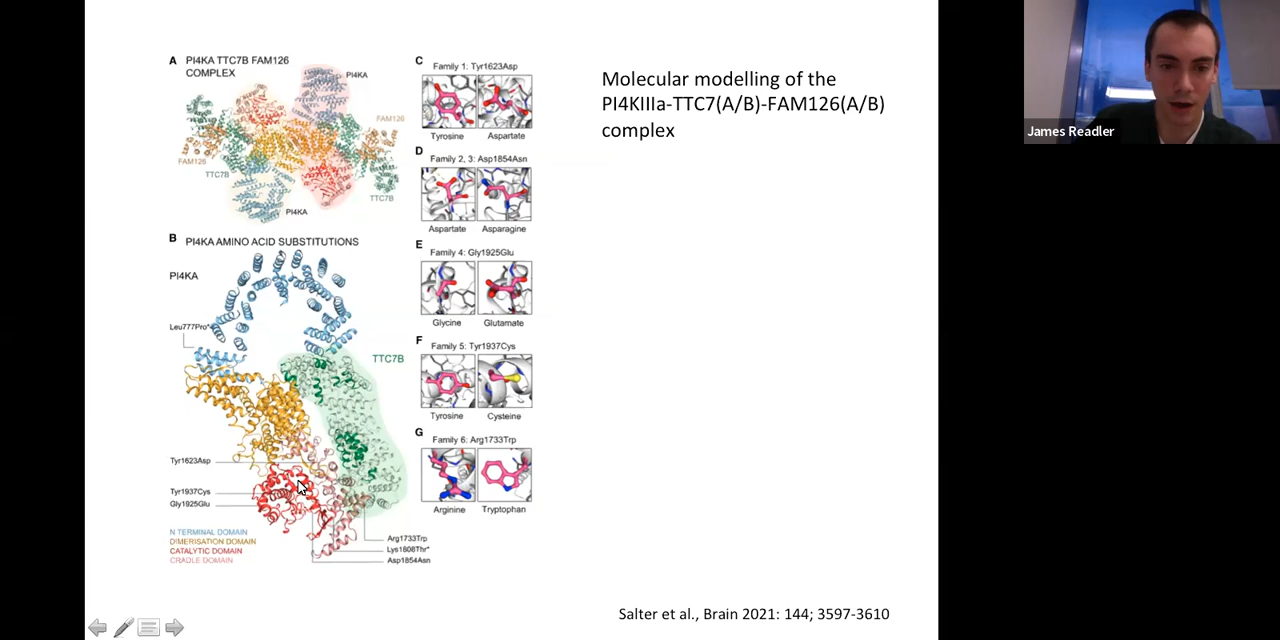 A PI4KA TTC7B FAM126
COMPLEX
PI4KA
FAM126
FAM126
TTC7B
TTC7B
PI4KA
B PI4KA AMINO ACID SUBSTITUTIONS
PI4KA
Leu777Pro*
TTC7B
Tyr1623Asp
Tyr1937Cys
Gly1925Glu
Arg1733Trp
Lys1808Thr*
Asp1854Asn
N TERMINAL DOMAIN
DIMERISATION DOMAIN
CATALYTIC DOMAIN
CRADLE DOMAIN
C Family 1: Tyr1623Asp
Tyrosine Aspartate
D Family 2, 3: Asp1854Asn
Aspartate Asparagine
E Family 4: Gly1925Glu
Glycine Glutamate
F Family 5: Tyr1937Cys
Tyrosine Cysteine
G Family 6: Arg1733Trp
Arginine Tryptophan
Molecular modelling of the
PI4KIIIa-TTC7(A/B)-FAM126(A/B)
complex
Salter et al., Brain 2021: 144; 3597-3610
James Readler